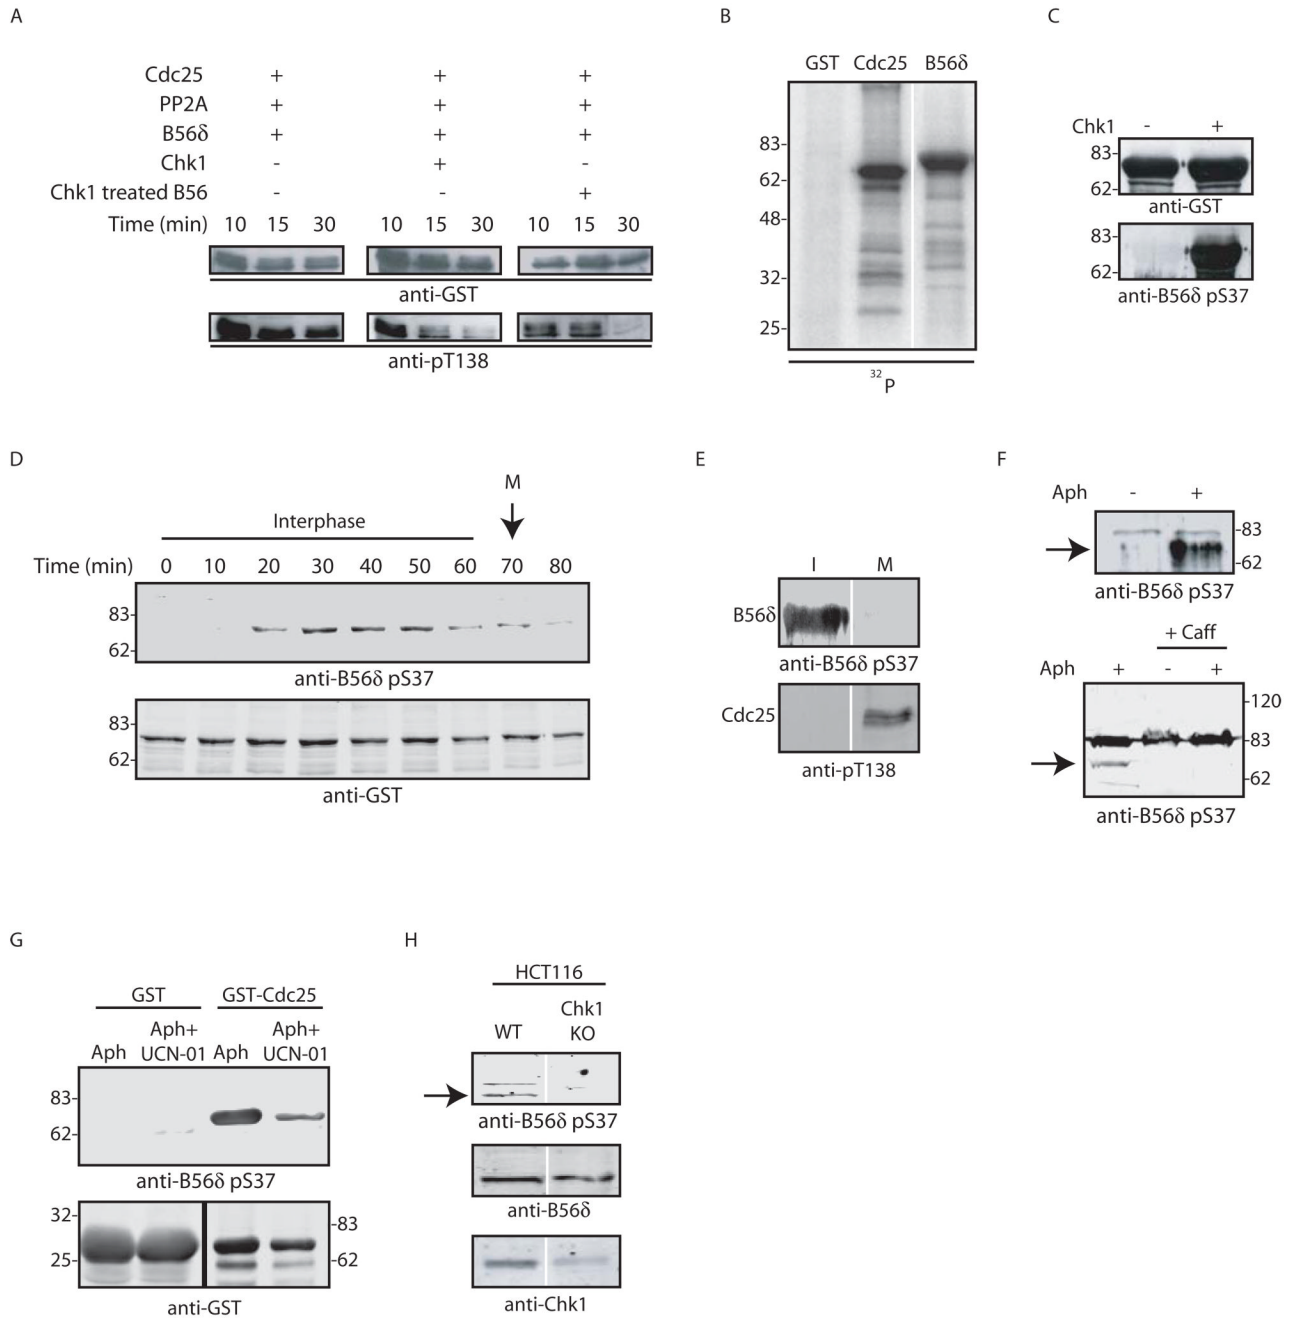 A
Cdc25 + + +
PP2A + + +
B56δ + + +
Chk1 - + -
Chk1 treated B56 - - +
Time (min) 10 15 30 10 15 30 10 15 30
anti-GST
anti-pT138
B
GST Cdc25 B56δ
83-
62-
48-
32-
25-
32P
C
Chk1 - +
83-
62-
anti-GST
83-
62-
anti-B56δ pS37
D
M
Interphase
Time (min) 0 10 20 30 40 50 60 70 80
83-
62-
anti-B56δ pS37
83-
62-
anti-GST
E
I M
B56δ
anti-B56δ pS37
Cdc25
anti-pT138
F
Aph - +
-83
-62
anti-B56δ pS37
+ Caff
Aph + - +
-120
-83
-62
anti-B56δ pS37
G
GST GST-Cdc25
Aph Aph+ UCN-01 Aph Aph+ UCN-01
83-
62-
anti-B56δ pS37
32-
25-
-83
-62
anti-GST
H
HCT116
WT Chk1 KO
anti-B56δ pS37
anti-B56δ
anti-Chk1